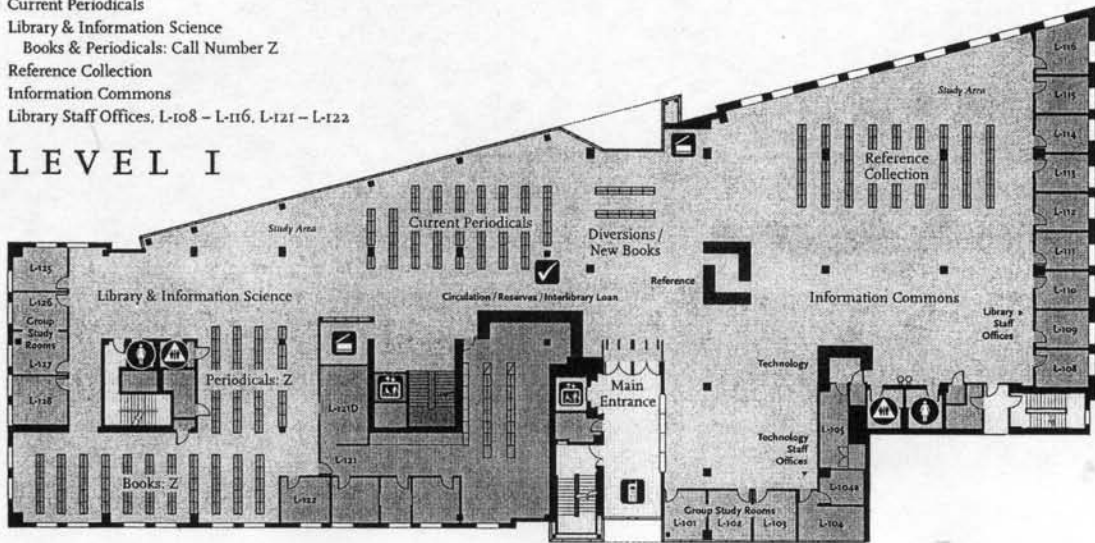 Current Periodicals
Library & Information Science
Books & Periodicals: Call Number Z
Reference Collection
Information Commons
Library Staff Offices, L-108 – L-116, L-121 – L-122
LEVEL I
L-116
Study Area
L-115
L-114
Reference
Collection
L-113
Current Periodicals
L-112
Study Area
Diversions /
New Books
L-111
L-125
Reference
L-110
L-126
Library & Information Science
Circulation / Reserves / Interlibrary Loan
Information Commons
Group
Study
Rooms
Library
Staff
Offices
L-109
L-127
Technology
L-108
Periodicals: Z
Main
Entrance
L-128
L-121D
L-105
L-121
Technology
Staff
Offices
Books: Z
L-122
L-104a
Group Study Rooms
L-101
L-102
L-103
L-104